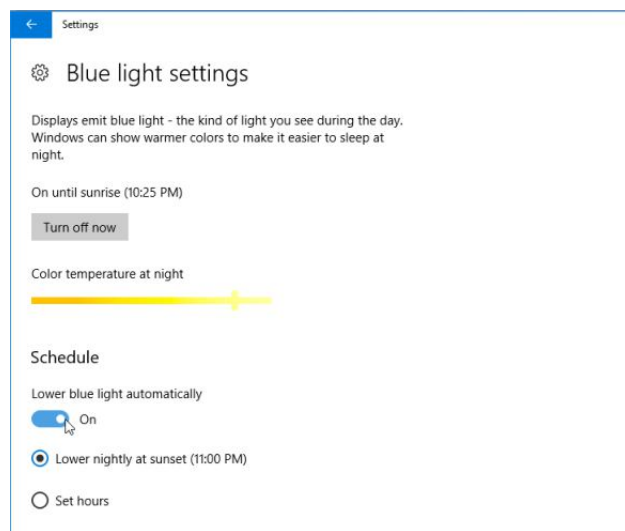 Settings
Blue light settings
Displays emit blue light - the kind of light you see during the day.
Windows can show warmer colors to make it easier to sleep at
night.
On until sunrise (10:25 PM)
Turn off now
Color temperature at night
Schedule
Lower blue light automatically
On
Lower nightly at sunset (11:00 PM)
Set hours